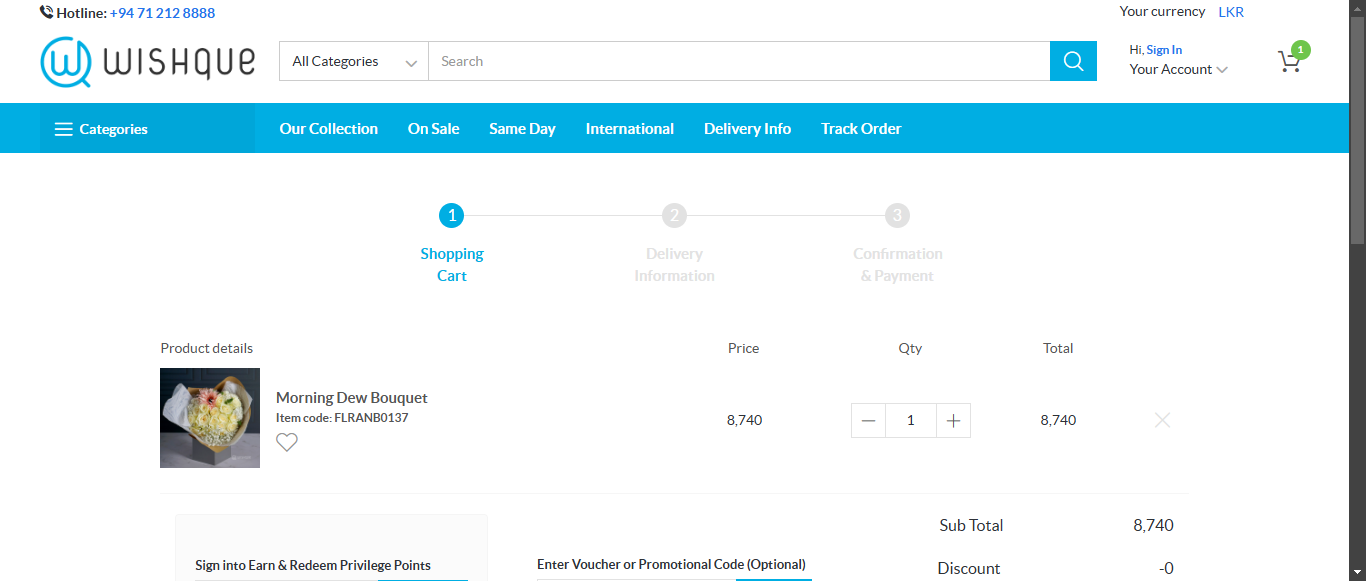 Hotline: +94 71 212 8888
Your currency LKR
WISHQUE
All Categories
Search
Hi, Sign In
Your Account
1
Categories
Our Collection
On Sale
Same Day
International
Delivery Info
Track Order
1
2
3
Shopping
Cart
Delivery
Information
Confirmation
& Payment
Product details
Price
Qty
Total
Morning Dew Bouquet
Item code: FLRANB0137
8,740
1
8,740
Sub Total
8,740
Sign into Earn & Redeem Privilege Points
Enter Voucher or Promotional Code (Optional)
Discount
-0